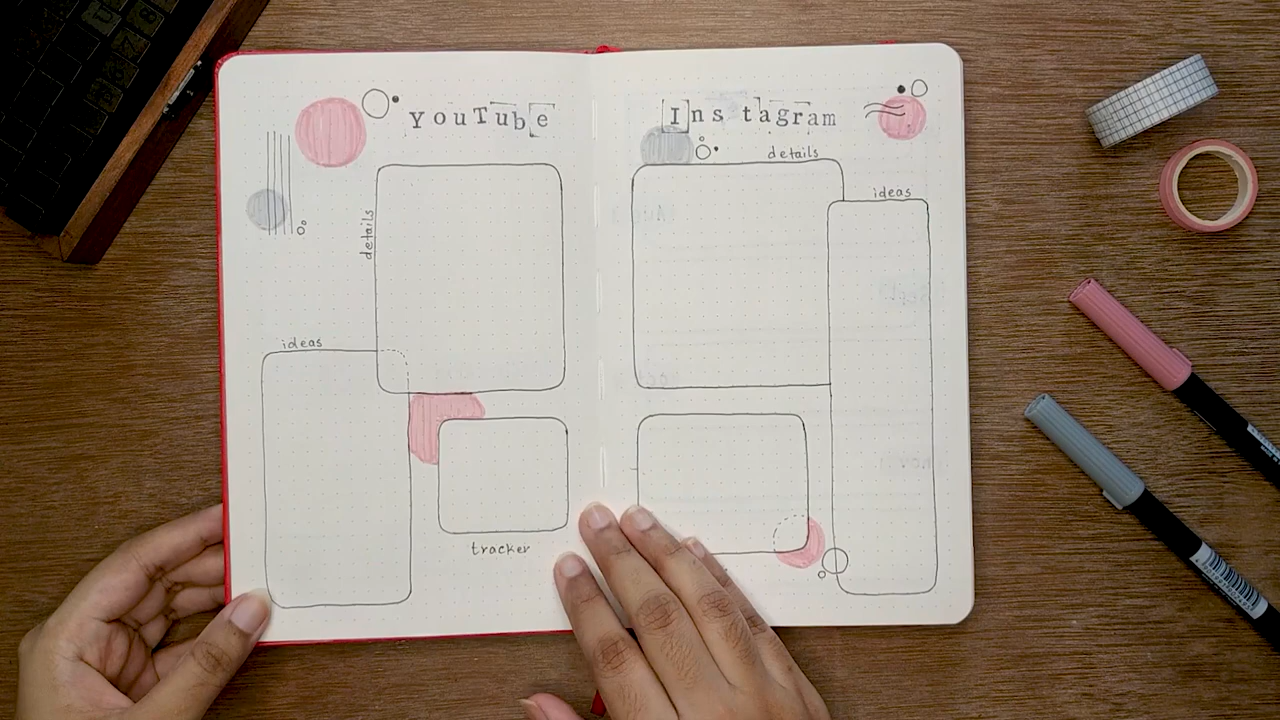 YouTube
details
ideas
tracker
Instagram
details
ideas